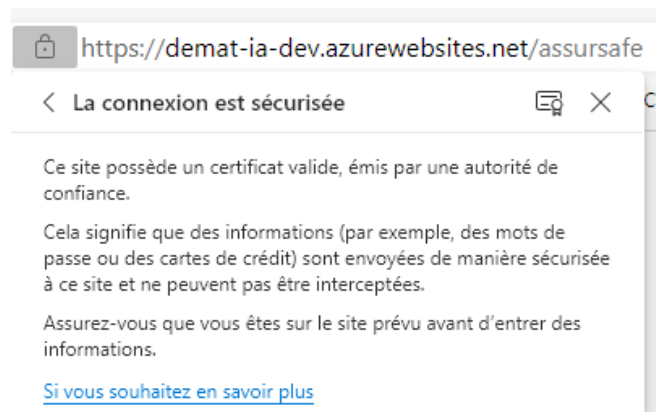 https://demat-ia-dev.azurewebsites.net/assursafe
La connexion est sécurisée
Ce site possède un certificat valide, émis par une autorité de
confiance.
Cela signifie que des informations (par exemple, des mots de
passe ou des cartes de crédit) sont envoyées de manière sécurisée
à ce site et ne peuvent pas être interceptées.
Assurez-vous que vous êtes sur le site prévu avant d'entrer des
informations.
Si vous souhaitez en savoir plus